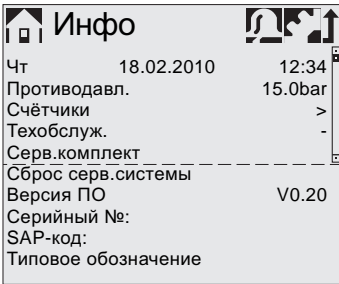 Инфо
Чт 18.02.2010 12:34
Противодавл. 15.0bar
Счётчики >
Техобслуж. -
Серв.комплект
Сброс серв.системы
Версия ПО V0.20
Серийный №:
SAP-код:
Типовое обозначение